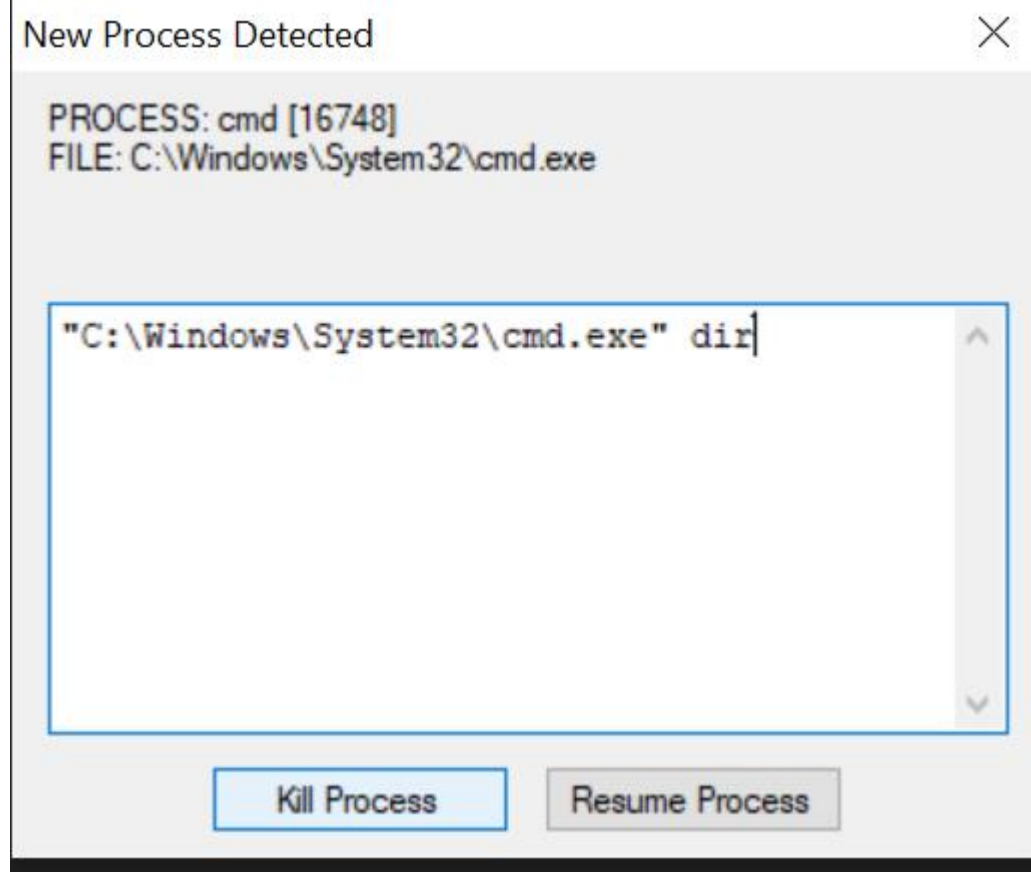 New Process Detected
PROCESS: cmd [16748]
FILE: C:\Windows\System32\cmd.exe
"C:\Windows\System32\cmd.exe" dir
Kill Process
Resume Process